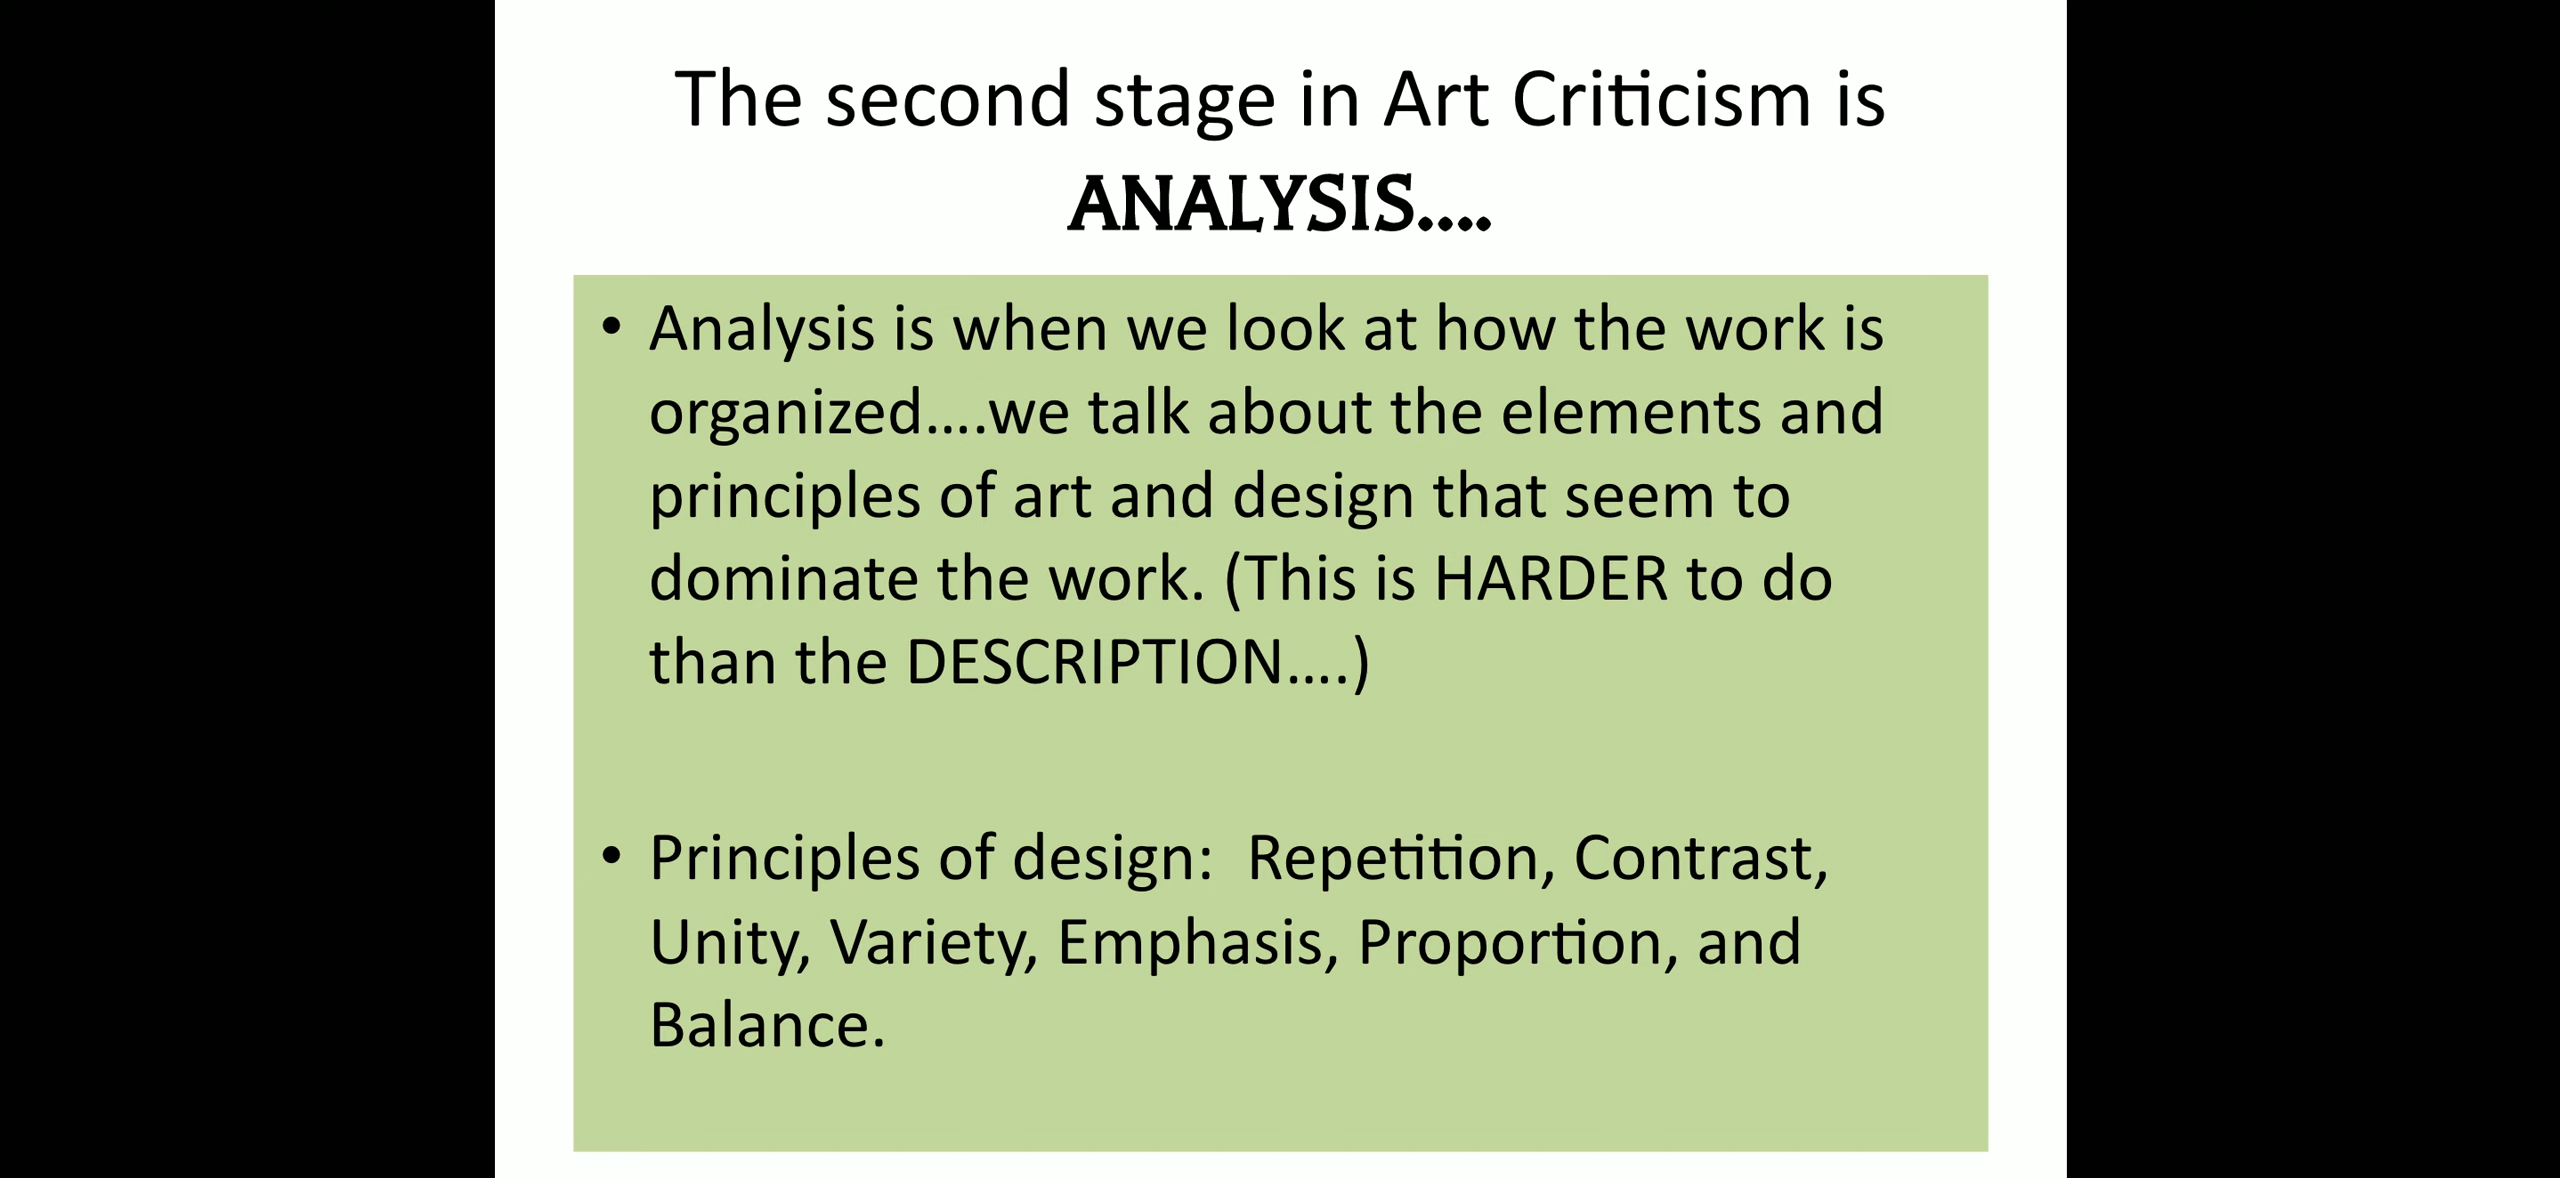 The second stage in Art Criticism is
ANALYSIS....
• Analysis is when we look at how the work is
organized....we talk about the elements and
principles of art and design that seem to
dominate the work. (This is HARDER to do
than the DESCRIPTION....)
• Principles of design:  Repetition, Contrast,
Unity, Variety, Emphasis, Proportion, and
Balance.